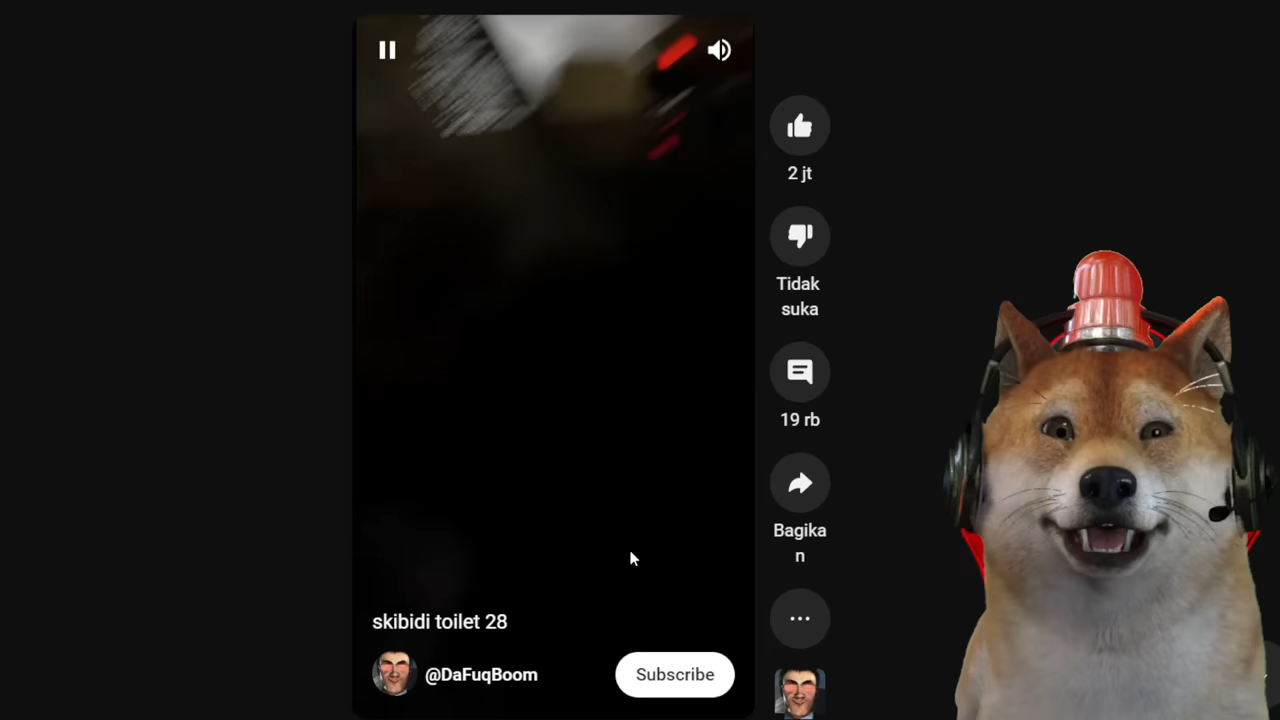 2 jt
Tidak
suka
19 rb
Bagika
n
skibidi toilet 28
@DaFuqBoom
Subscribe